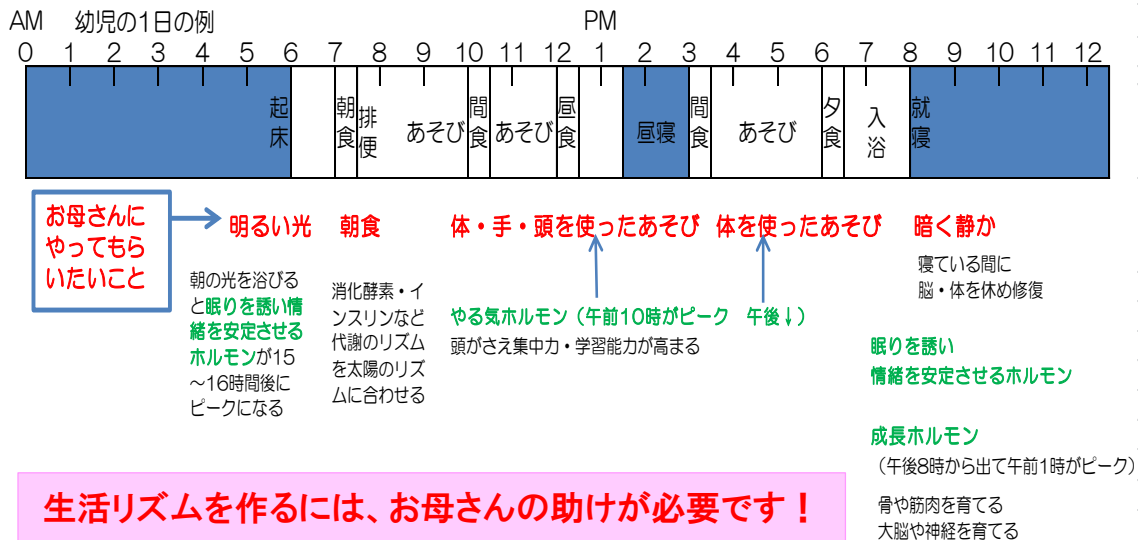 AM 幼児の1日の例 PM
0 1 2 3 4 5 6 7 8 9 10 11 12 1 2 3 4 5 6 7 8 9 10 11 12
起床 朝食 排便 あそび 間食 あそび 昼食 昼寝 間食 あそび 夕食 入浴 就寝
お母さんに
やってもら
いたいこと
明るい光 朝食 体・手・頭を使ったあそび 体を使ったあそび 暗く静か
朝の光を浴びる
と眠りを誘い情
緒を安定させる
ホルモンが15
～16時間後に
ピークになる
消化酵素・イ
ンスリンなど
代謝のリズム
を太陽のリズ
ムに合わせる
やる気ホルモン（午前10時がピーク 午後↓）
頭がさえ集中力・学習能力が高まる
寝ている間に
脳・体を休め修復
眠りを誘い
情緒を安定させるホルモン
成長ホルモン
（午後8時から出て午前1時がピーク）
骨や筋肉を育てる
大脳や神経を育てる
生活リズムを作るには、お母さんの助けが必要です！